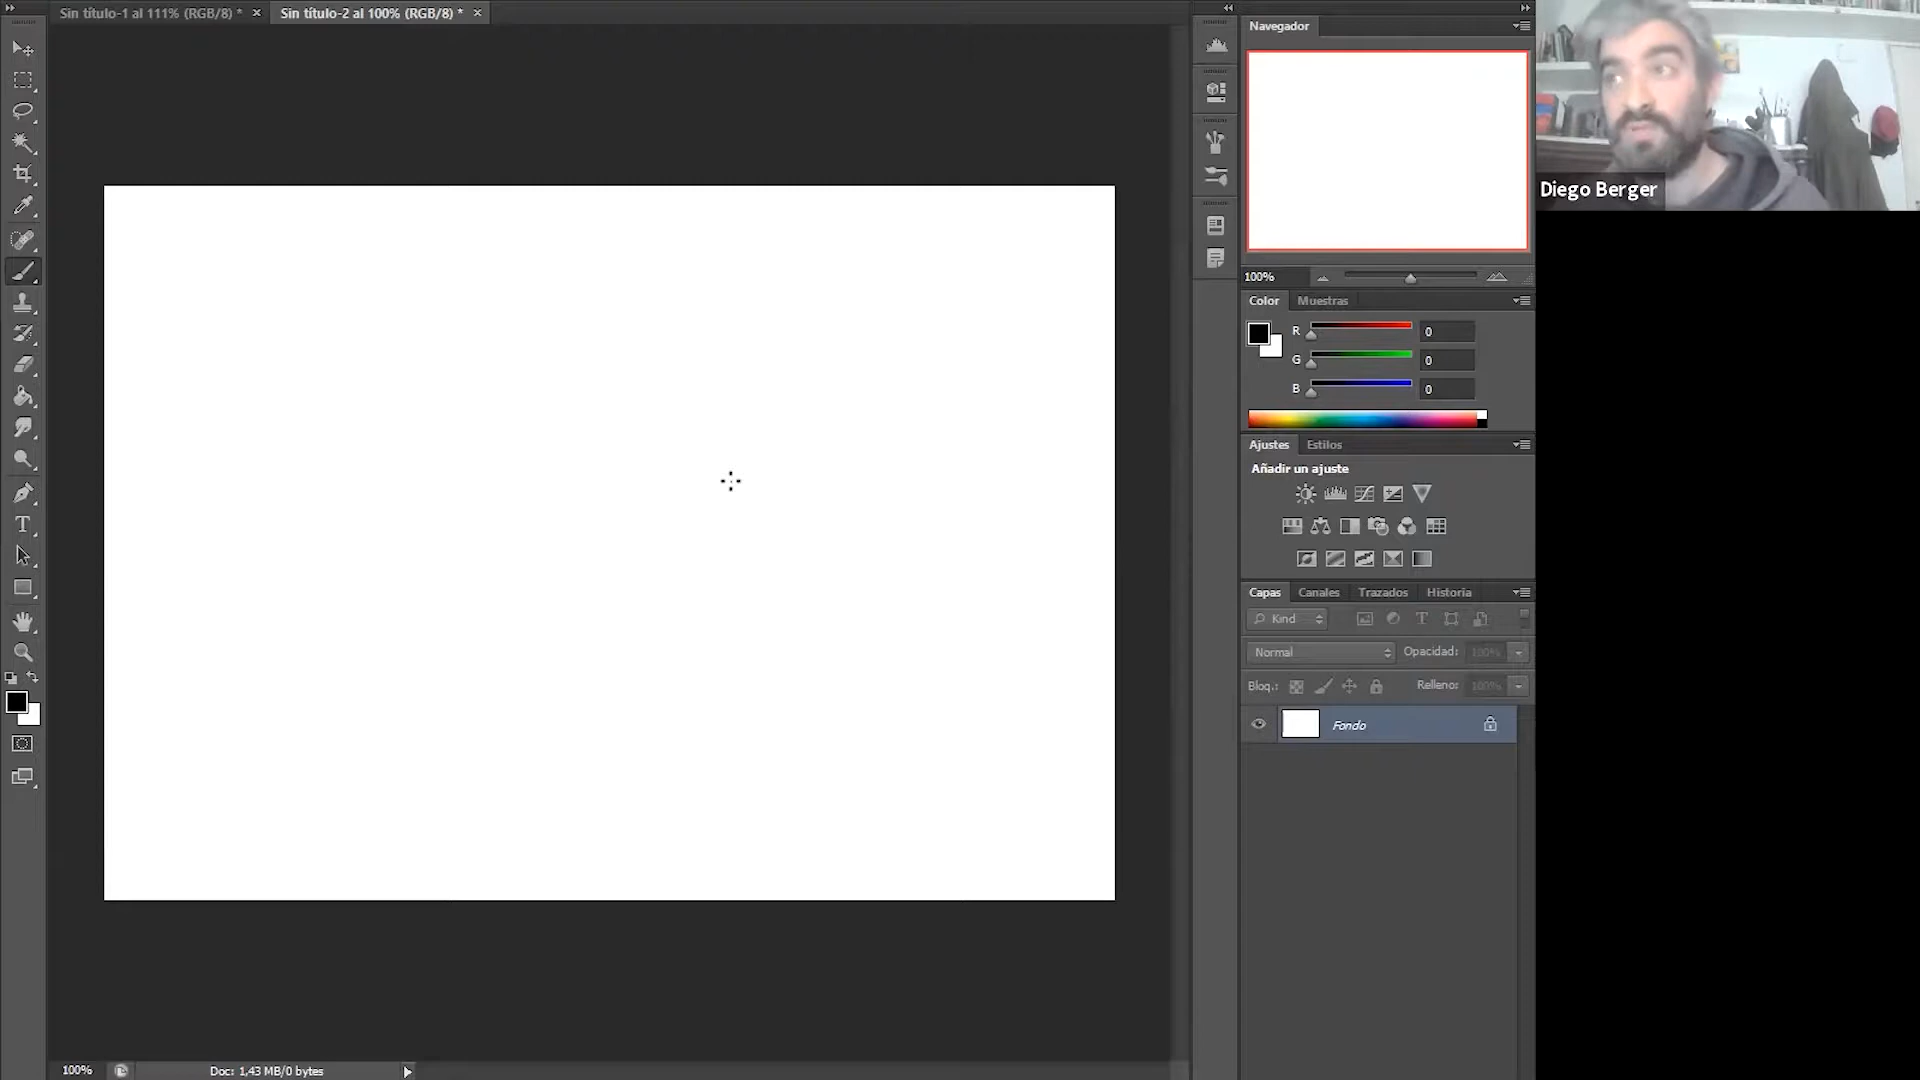 Sin título-1 al 111% (RGB/8) *
Sin título-2 al 100% (RGB/8) *
Navegador
Diego Berger
100%
Color
Muestras
R
0
G
0
B
0
Ajustes
Estilos
Añadir un ajuste
Capas
Canales
Trazados
Historia
Kind
Normal
Opacidad:
100%
Bloq.:
Relleno:
100%
Fondo
100%
Doc: 1,43 MB/0 bytes